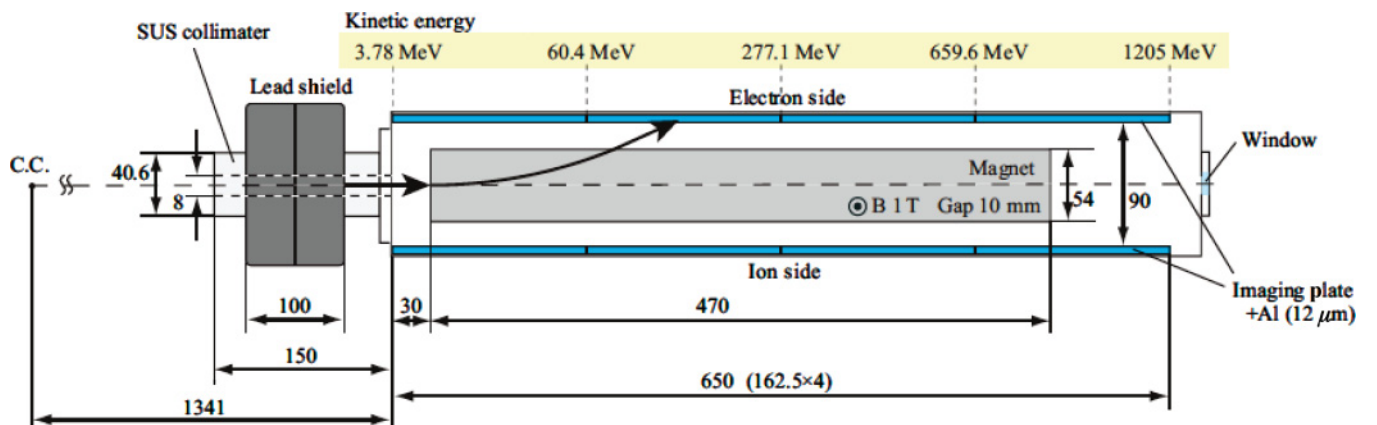 SUS collimater
Kinetic energy
3.78 MeV 60.4 MeV 277.1 MeV 659.6 MeV 1205 MeV
Lead shield
Electron side
Window
C.C.
40.6
8
Magnet
54
90
B 1 T Gap 10 mm
Ion side
Imaging plate
+Al (12 μm)
100
30
470
150
650 (162.5×4)
1341